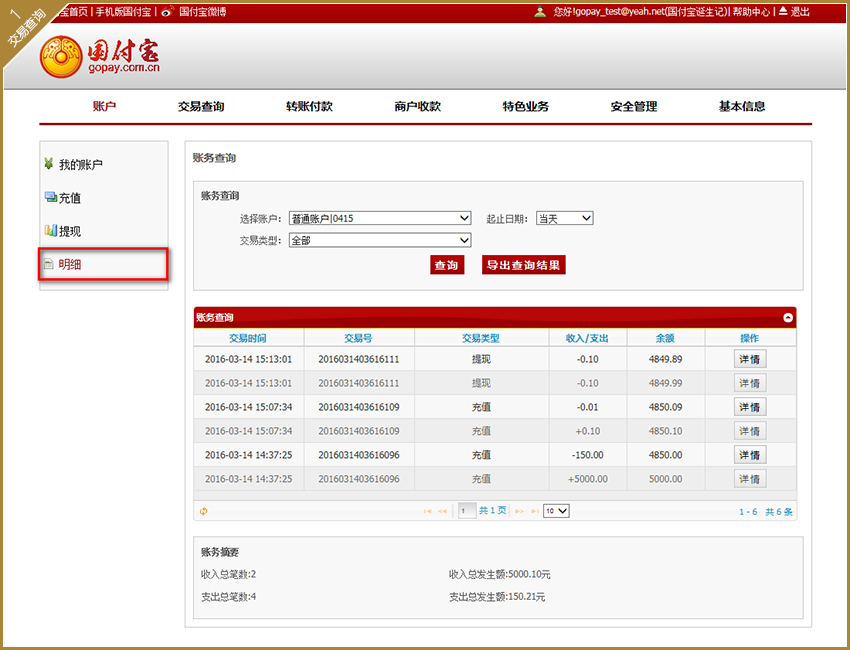 1
交易查询
宝首页 | 手机版国付宝 | 国付宝微博
您好!gopay_test@yeah.net(国付宝诞生记)| 帮助中心 | 退出
国付宝
gopay.com.cn
账户 交易查询 转账付款 商户收款 特色业务 安全管理 基本信息
我的账户
充值
提现
明细
账务查询
账务查询
选择账户: 普通账户|0415 起止日期: 当天
交易类型: 全部
查询 导出查询结果
账务查询
交易时间 交易号 交易类型 收入/支出 余额 操作
2016-03-14 15:13:01 2016031403616111 提现 -0.10 4849.89 详情
2016-03-14 15:13:01 2016031403616111 提现 -0.10 4849.99 详情
2016-03-14 15:07:34 2016031403616109 充值 -0.01 4850.09 详情
2016-03-14 15:07:34 2016031403616109 充值 +0.10 4850.10 详情
2016-03-14 14:37:25 2016031403616096 充值 -150.00 4850.00 详情
2016-03-14 14:37:25 2016031403616096 充值 +5000.00 5000.00 详情
1 共 1 页 10 1 - 6 共 6 条
账务摘要
收入总笔数:2 收入总发生额:5000.10元
支出总笔数:4 支出总发生额:150.21元